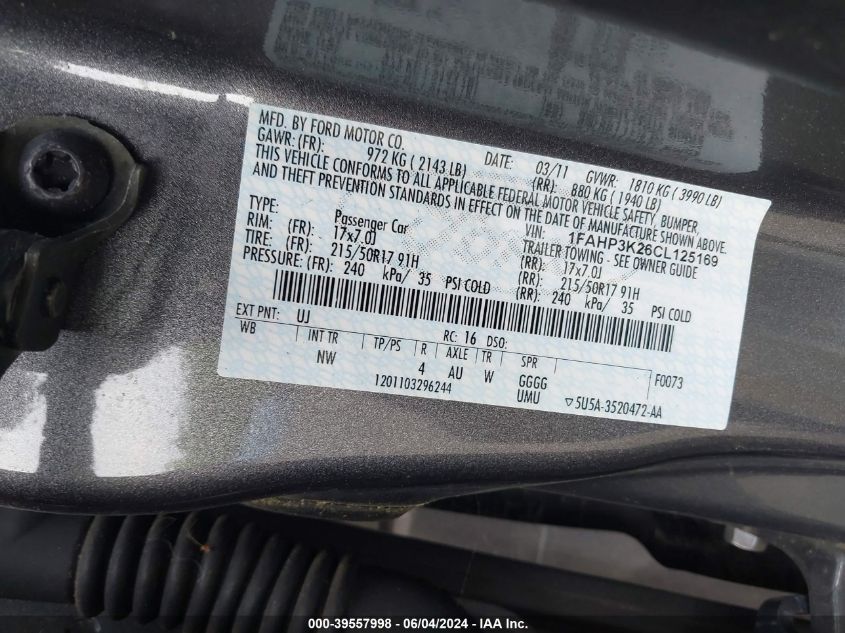 MFD. BY FORD MOTOR CO.
DATE: 03/11 GVWR: 1810 KG ( 3990 LB)
GAWR: (FR): 972 KG ( 2143 LB) (RR): 880 KG ( 1940 LB)
THIS VEHICLE CONFORMS TO ALL APPLICABLE FEDERAL MOTOR VEHICLE SAFETY, BUMPER,
AND THEFT PREVENTION STANDARDS IN EFFECT ON THE DATE OF MANUFACTURE SHOWN ABOVE.
VIN: 1FAHP3K26CL125169
TYPE: Passenger Car TRAILER TOWING - SEE OWNER GUIDE
RIM: (FR): 17x7.0J (RR): 17x7.0J
TIRE: (FR): 215/50R17 91H (RR): 215/50R17 91H
PRESSURE: (FR): 240 kPa/ 35 PSI COLD (RR): 240 kPa/ 35 PSI COLD
EXT PNT: UJ RC: 16 DSO:
WB INT TR TP/PS R AXLE TR SPR F0073
NW 4 AU W GGGG
1201103296244 UMU ▽5U5A-3520472-AA
000-39557998 - 06/04/2024 - IAA Inc.